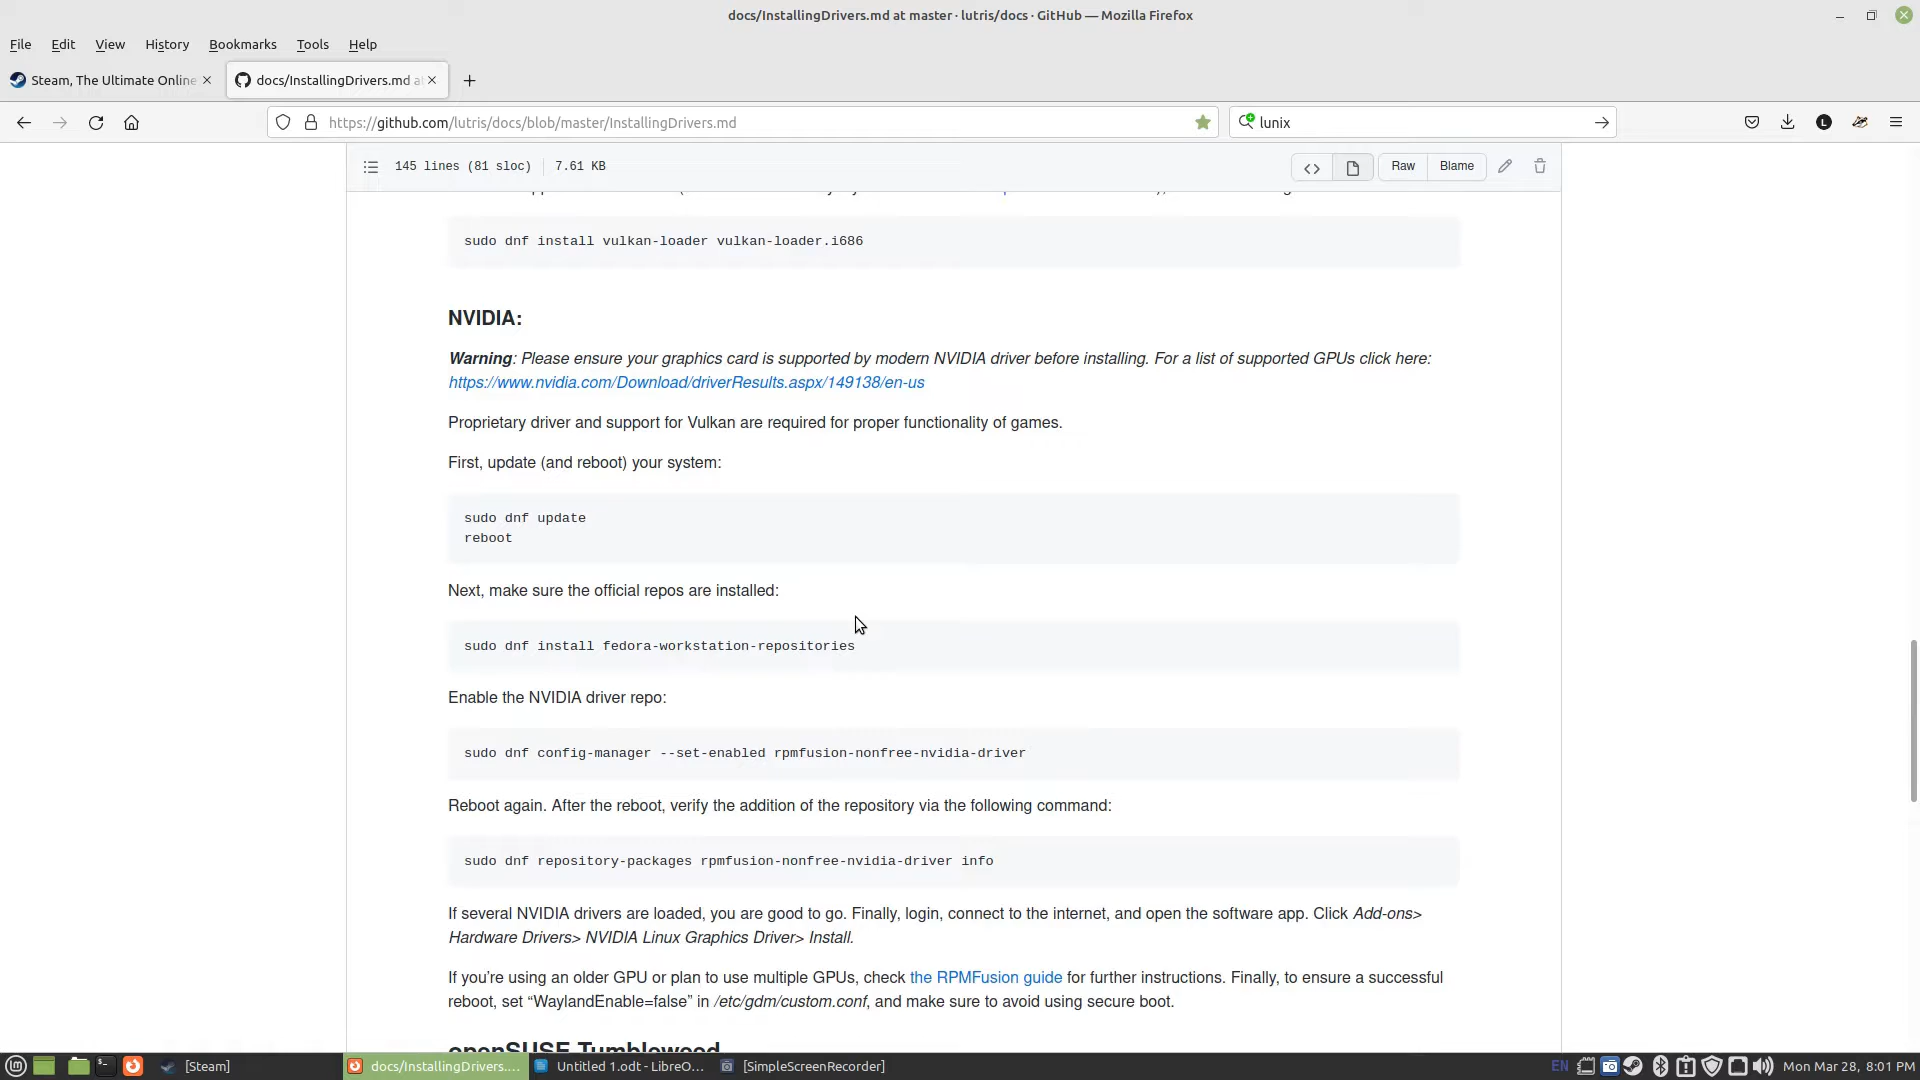 docs/InstallingDrivers.md at master · lutris/docs · GitHub — Mozilla Firefox
File Edit View History Bookmarks Tools Help
Steam, The Ultimate Online
docs/InstallingDrivers.md a
https://github.com/lutris/docs/blob/master/InstallingDrivers.md
lunix
L
145 lines (81 sloc) 7.61 KB
Raw Blame
sudo dnf install vulkan-loader vulkan-loader.i686
NVIDIA:
Warning: Please ensure your graphics card is supported by modern NVIDIA driver before installing. For a list of supported GPUs click here:
https://www.nvidia.com/Download/driverResults.aspx/149138/en-us
Proprietary driver and support for Vulkan are required for proper functionality of games.
First, update (and reboot) your system:
sudo dnf update
reboot
Next, make sure the official repos are installed:
sudo dnf install fedora-workstation-repositories
Enable the NVIDIA driver repo:
sudo dnf config-manager --set-enabled rpmfusion-nonfree-nvidia-driver
Reboot again. After the reboot, verify the addition of the repository via the following command:
sudo dnf repository-packages rpmfusion-nonfree-nvidia-driver info
If several NVIDIA drivers are loaded, you are good to go. Finally, login, connect to the internet, and open the software app. Click Add-ons>
Hardware Drivers> NVIDIA Linux Graphics Driver> Install.
If you’re using an older GPU or plan to use multiple GPUs, check the RPMFusion guide for further instructions. Finally, to ensure a successful
reboot, set “WaylandEnable=false” in /etc/gdm/custom.conf, and make sure to avoid using secure boot.
openSUSE Tumbleweed
[Steam]
docs/InstallingDrivers....
Untitled 1.odt - LibreO...
[SimpleScreenRecorder]
EN
Mon Mar 28, 8:01 PM